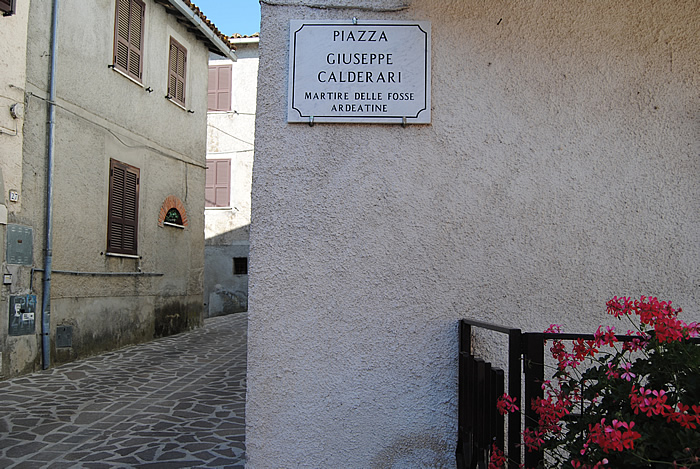 PIAZZA
GIUSEPPE
CALDERARI
MARTIRE DELLE FOSSE
ARDEATINE